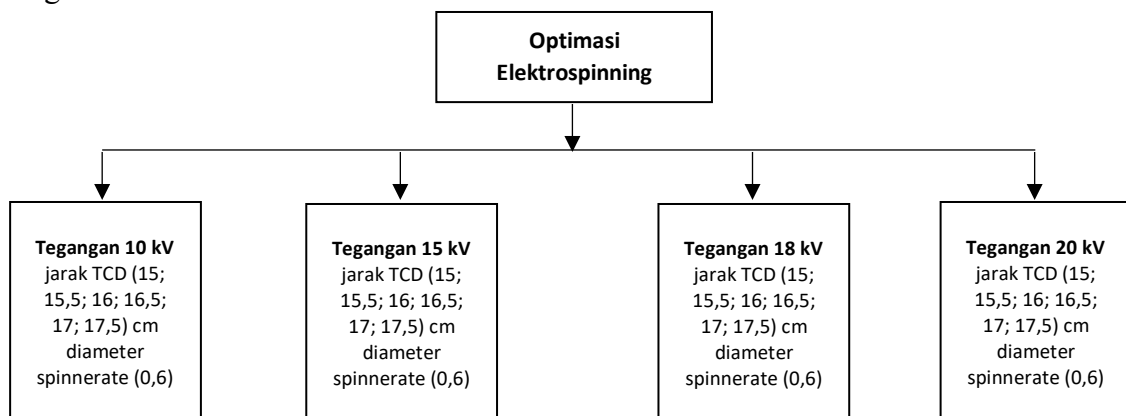 Optimasi
Elektrospinning
Tegangan 10 kV
jarak TCD (15;
15,5; 16; 16,5;
17; 17,5) cm
diameter
spinnerate (0,6)
Tegangan 15 kV
jarak TCD (15;
15,5; 16; 16,5;
17; 17,5) cm
diameter
spinnerate (0,6)
Tegangan 18 kV
jarak TCD (15;
15,5; 16; 16,5;
17; 17,5) cm
diameter
spinnerate (0,6)
Tegangan 20 kV
jarak TCD (15;
15,5; 16; 16,5;
17; 17,5) cm
diameter
spinnerate (0,6)